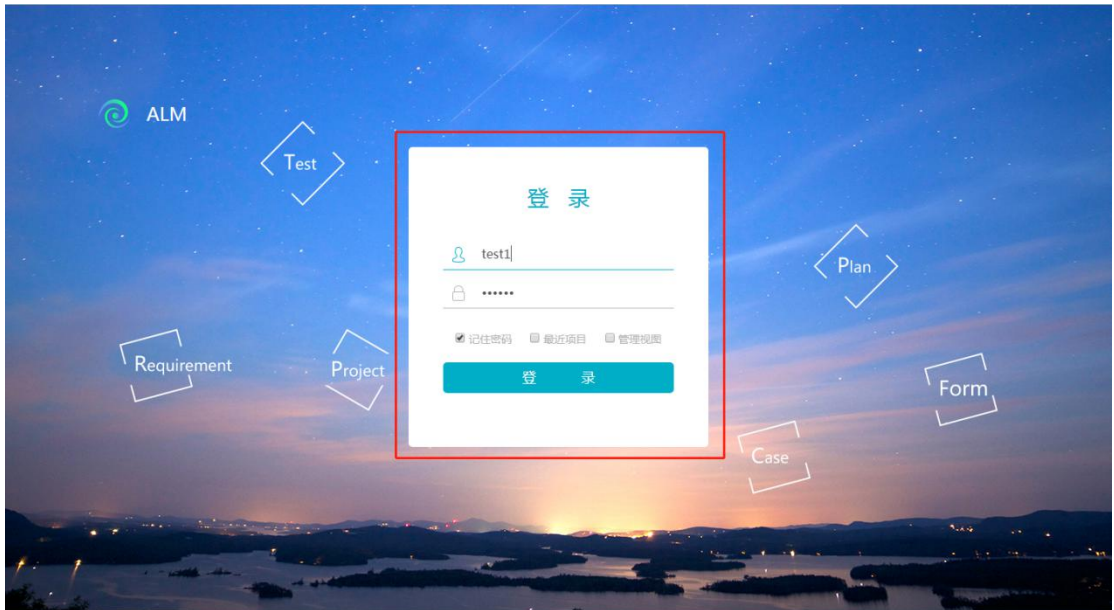 ALM
Test
登 录
test1
••••••
记住密码 最近项目 管理视图
登 录
Plan
Requirement
Project
Form
Case